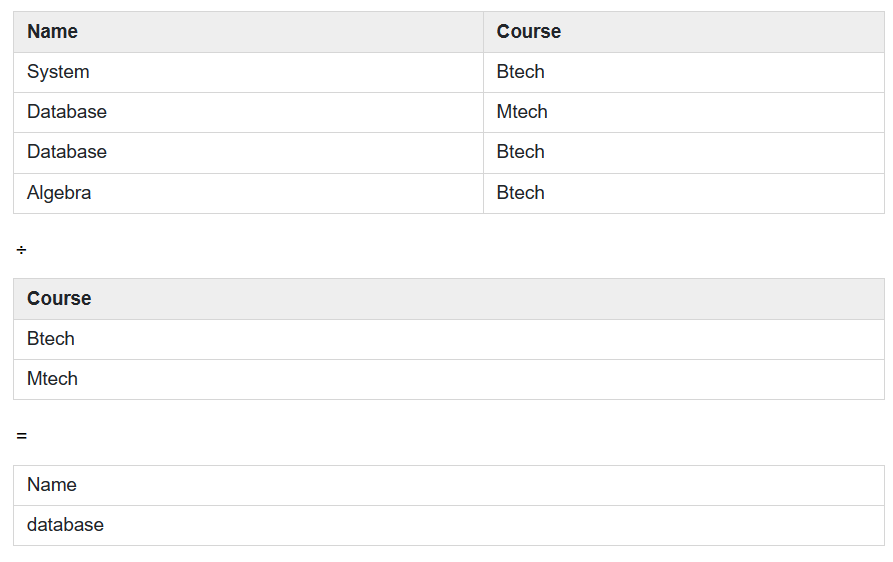 Name Course
System Btech
Database Mtech
Database Btech
Algebra Btech
÷
Course
Btech
Mtech
=
Name
database